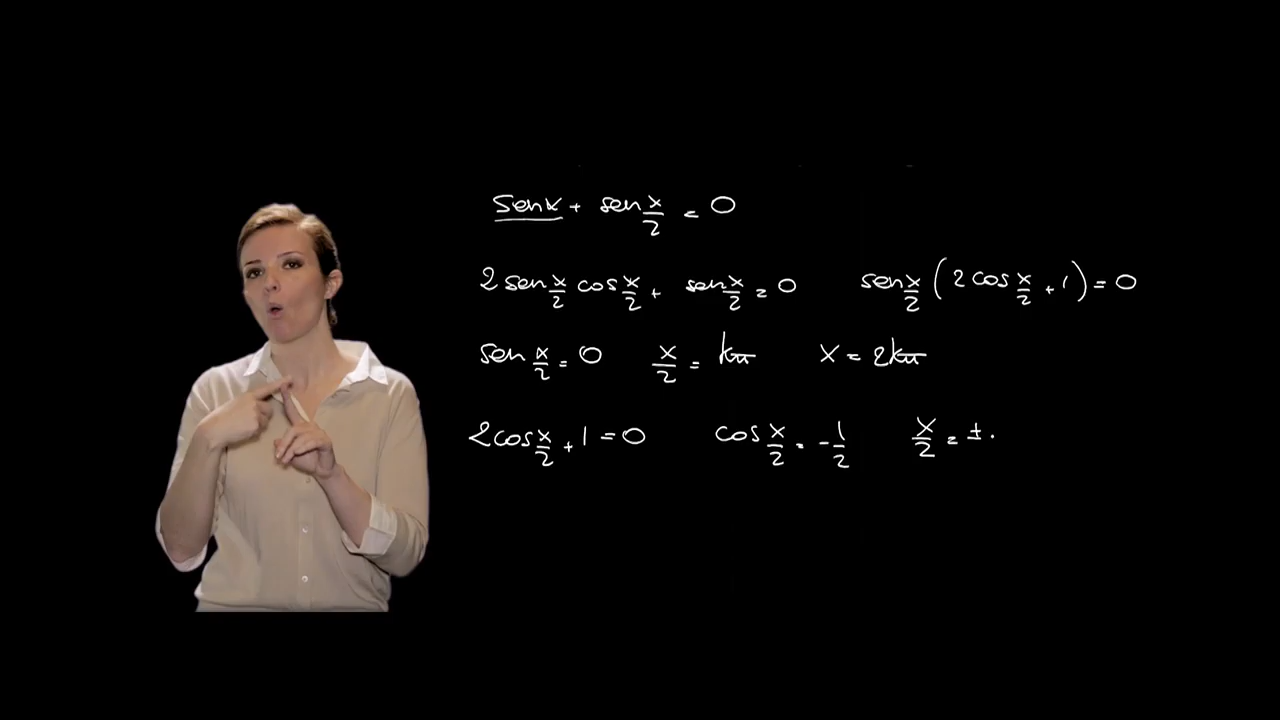 senx + sen x/2 = 0
2 sen x/2 cos x/2 + sen x/2 = 0 sen x/2 (2 cos x/2 + 1) = 0
sen x/2 = 0 x/2 = kπ x = 2kπ
2cos x/2 + 1 = 0 cos x/2 = -1/2 x/2 = ±.